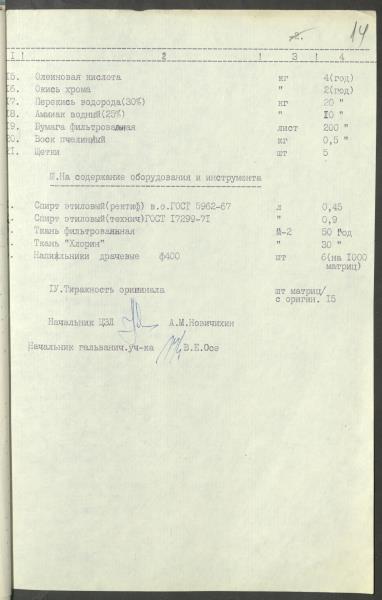 14
2.
1 ! 2 1 3 ! 4
15. Олеиновая кислота кг 4(год)
16. Окись хрома " 2(год)
17. Перекись водорода(30%) кг 20 "
18. Аммиак водный(25%) " 10 "
19. Бумага фильтровальная лист 200 "
20. Воск пчелинный кг 0,5 "
21. Щетки шт 5
Ш.На содержание оборудования и инструмента
Спирт этиловый(ректиф) в.о.ГОСТ 5962-67 л 0,45
Спирт этиловый(технич)ГОСТ 17299-71 " 0,9
Ткань фильтрованная М-2 50 Год
Ткань "Хлорин" " 30 "
Напильники драчевые ф400 шт 6(на 1000
матриц)
IУ.Тиражность оригинала шт матриц/
с оригин. 15
Начальник ЦЗЛ А.М.Новичихин
Начальник гальванич.уч-ка В.Е.Осе